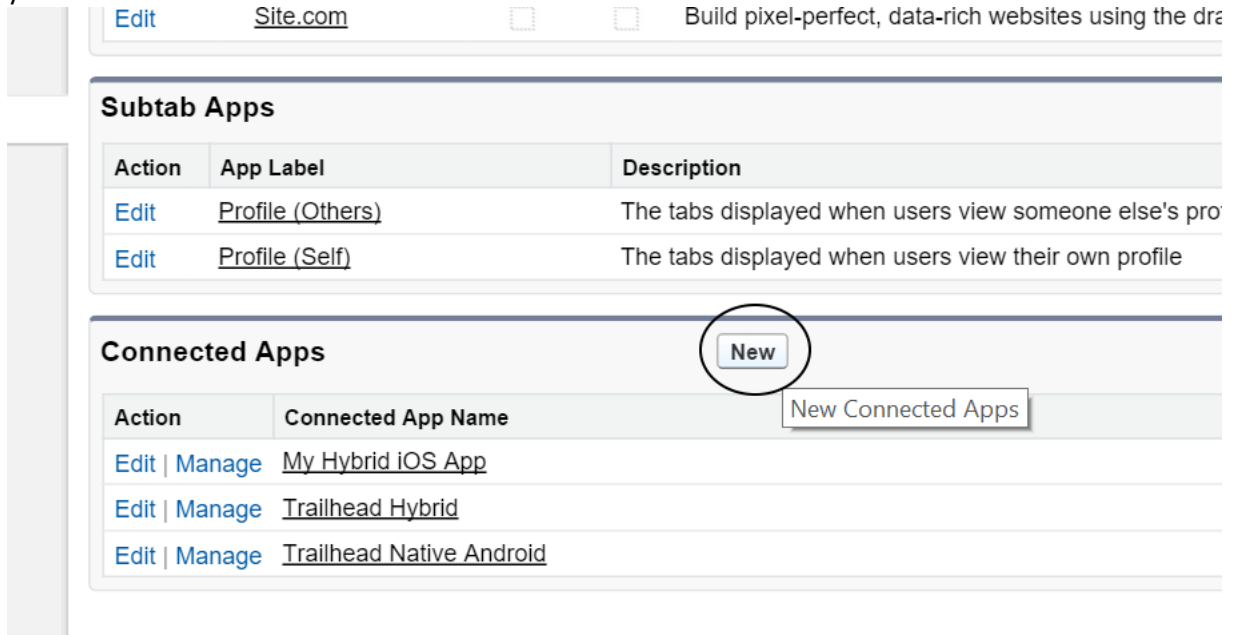 Edit Site.com Build pixel-perfect, data-rich websites using the dra
Subtab Apps
Action App Label Description
Edit Profile (Others) The tabs displayed when users view someone else's pro
Edit Profile (Self) The tabs displayed when users view their own profile
Connected Apps New
New Connected Apps
Action Connected App Name
Edit | Manage My Hybrid iOS App
Edit | Manage Trailhead Hybrid
Edit | Manage Trailhead Native Android